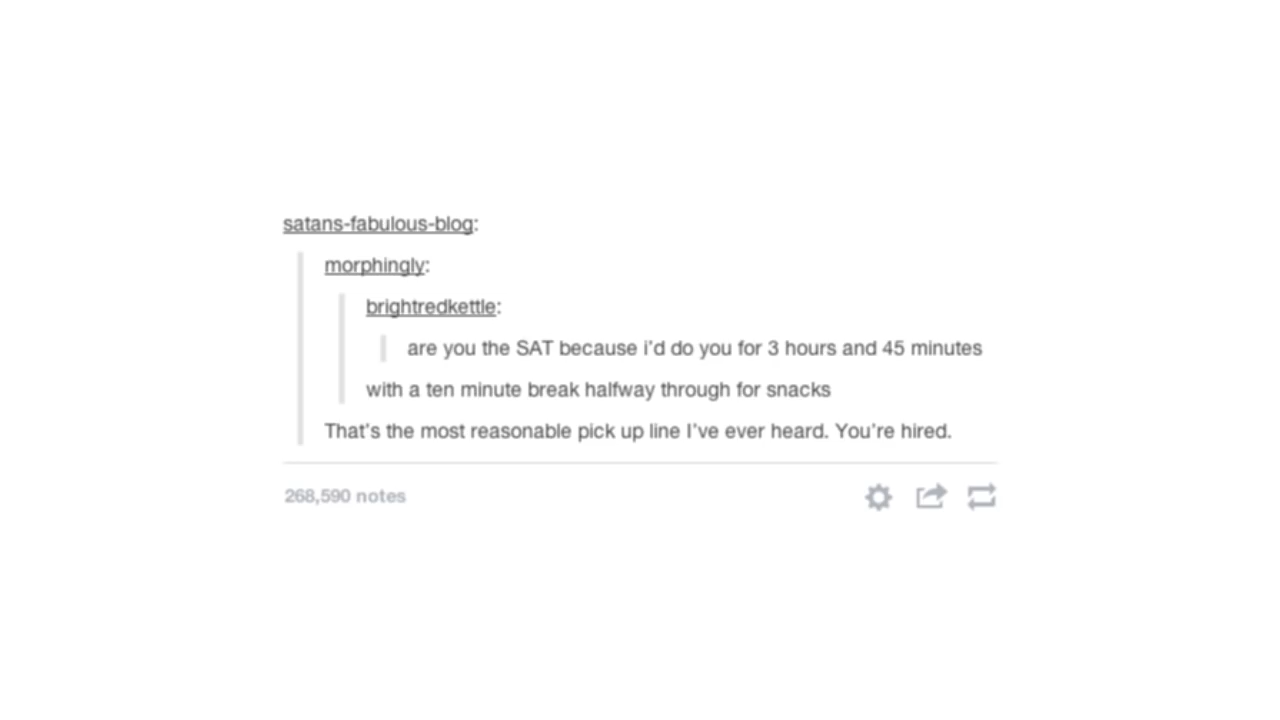 satans-fabulous-blog:
morphingly:
brightredkettle:
are you the SAT because i'd do you for 3 hours and 45 minutes
with a ten minute break halfway through for snacks
That's the most reasonable pick up line I've ever heard. You're hired.
268,590 notes